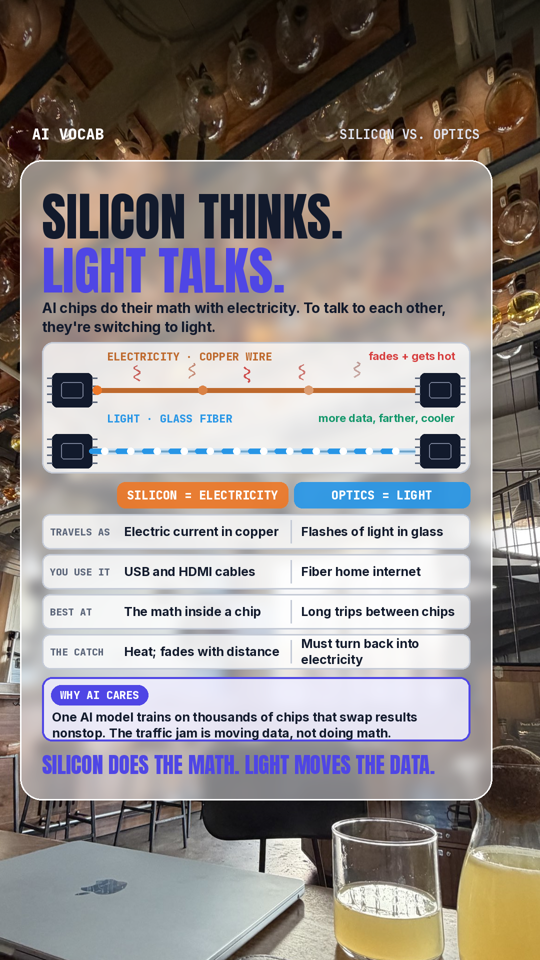 AI VOCAB
SILICON VS. OPTICS
SILICON THINKS.
LIGHT TALKS.
AI chips do their math with electricity. To talk to each other,
they're switching to light.
ELECTRICITY · COPPER WIRE
fades + gets hot
LIGHT · GLASS FIBER
more data, farther, cooler
SILICON = ELECTRICITY
OPTICS = LIGHT
TRAVELS AS
Electric current in copper
Flashes of light in glass
YOU USE IT
USB and HDMI cables
Fiber home internet
BEST AT
The math inside a chip
Long trips between chips
THE CATCH
Heat; fades with distance
Must turn back into
electricity
WHY AI CARES
One AI model trains on thousands of chips that swap results
nonstop. The traffic jam is moving data, not doing math.
SILICON DOES THE MATH. LIGHT MOVES THE DATA.